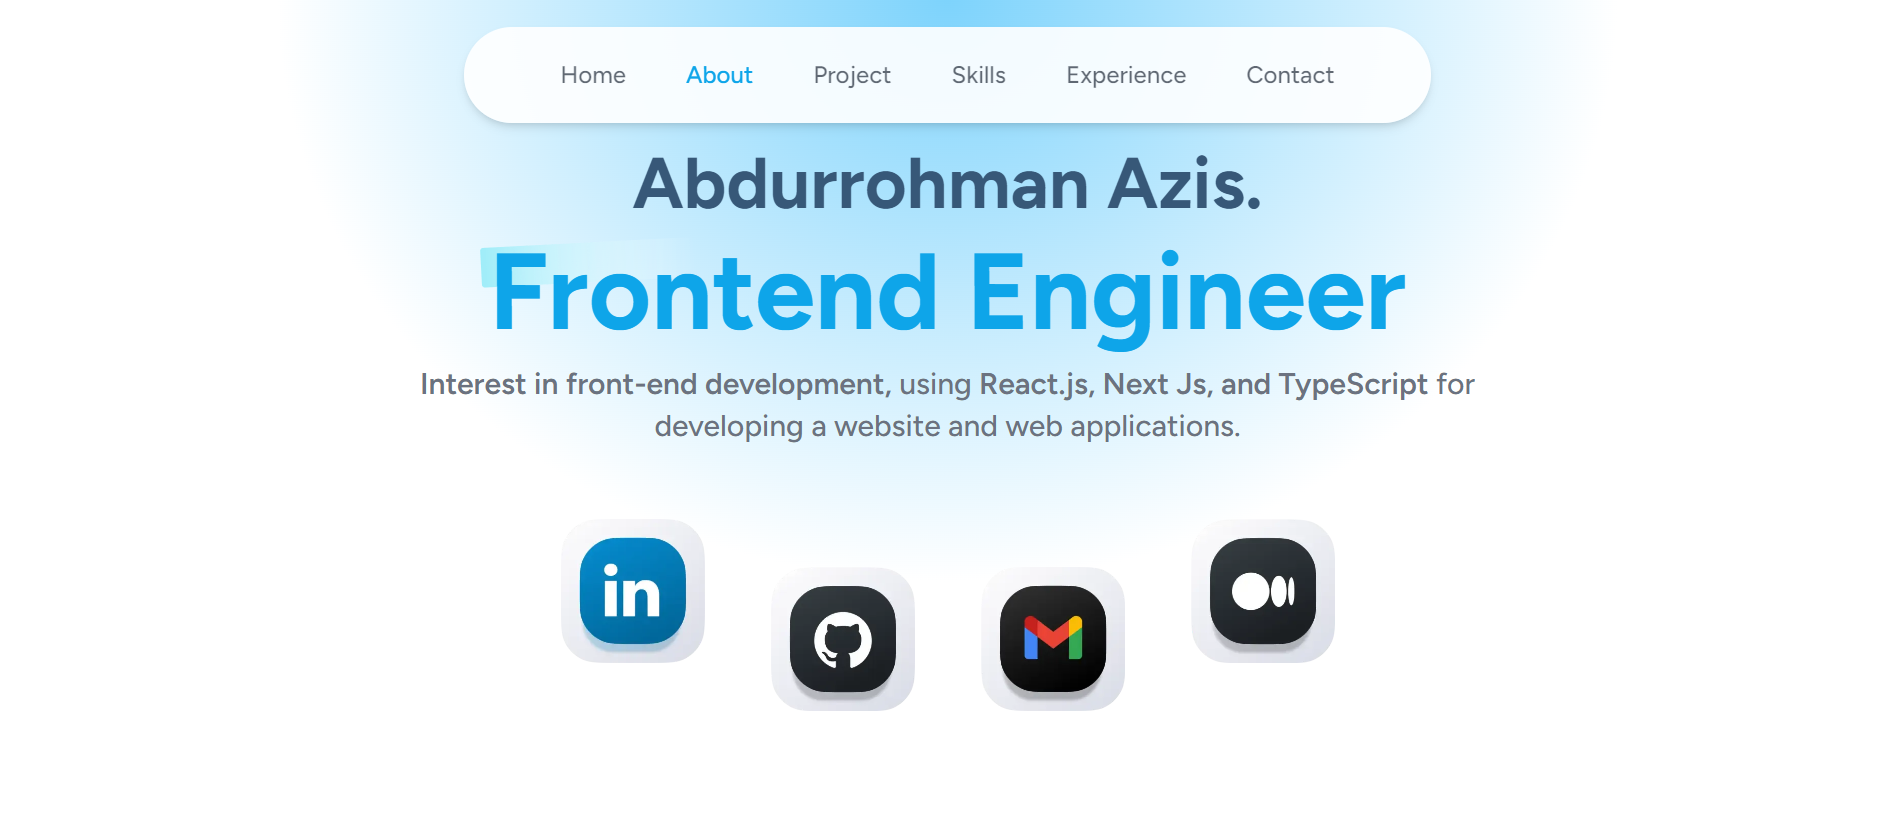 Home About Project Skills Experience Contact
Abdurrohman Azis.
Frontend Engineer
Interest in front-end development, using React.js, Next Js, and TypeScript for
developing a website and web applications.
in